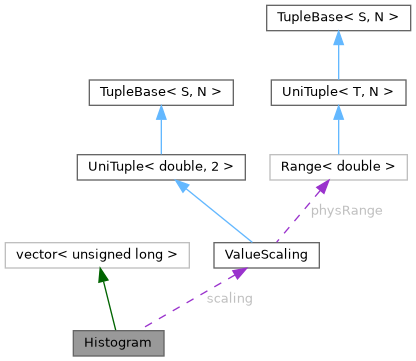 TupleBase< S, N >
TupleBase< S, N >
UniTuple< T, N >
UniTuple< double, 2 >
Range< double >
physRange
vector< unsigned long >
ValueScaling
scaling
Histogram